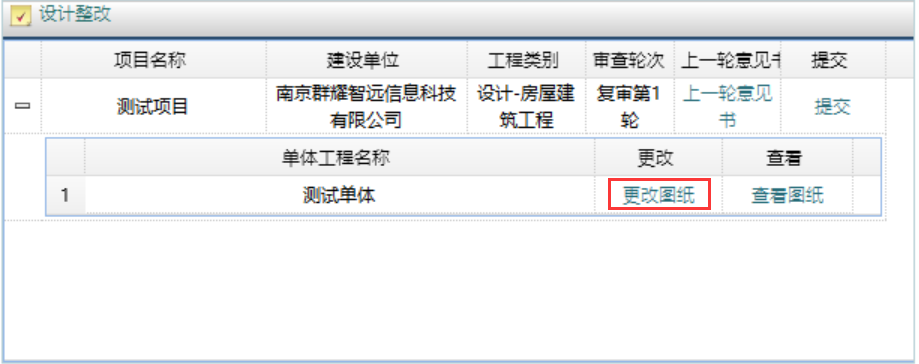 设计整改
项目名称 建设单位 工程类别 审查轮次 上一轮意见书 提交
测试项目 南京群耀智远信息科技 设计-房屋建 复审第1 上一轮意见 提交
有限公司 筑工程 轮 书
单体工程名称 更改 查看
1 测试单体 更改图纸 查看图纸